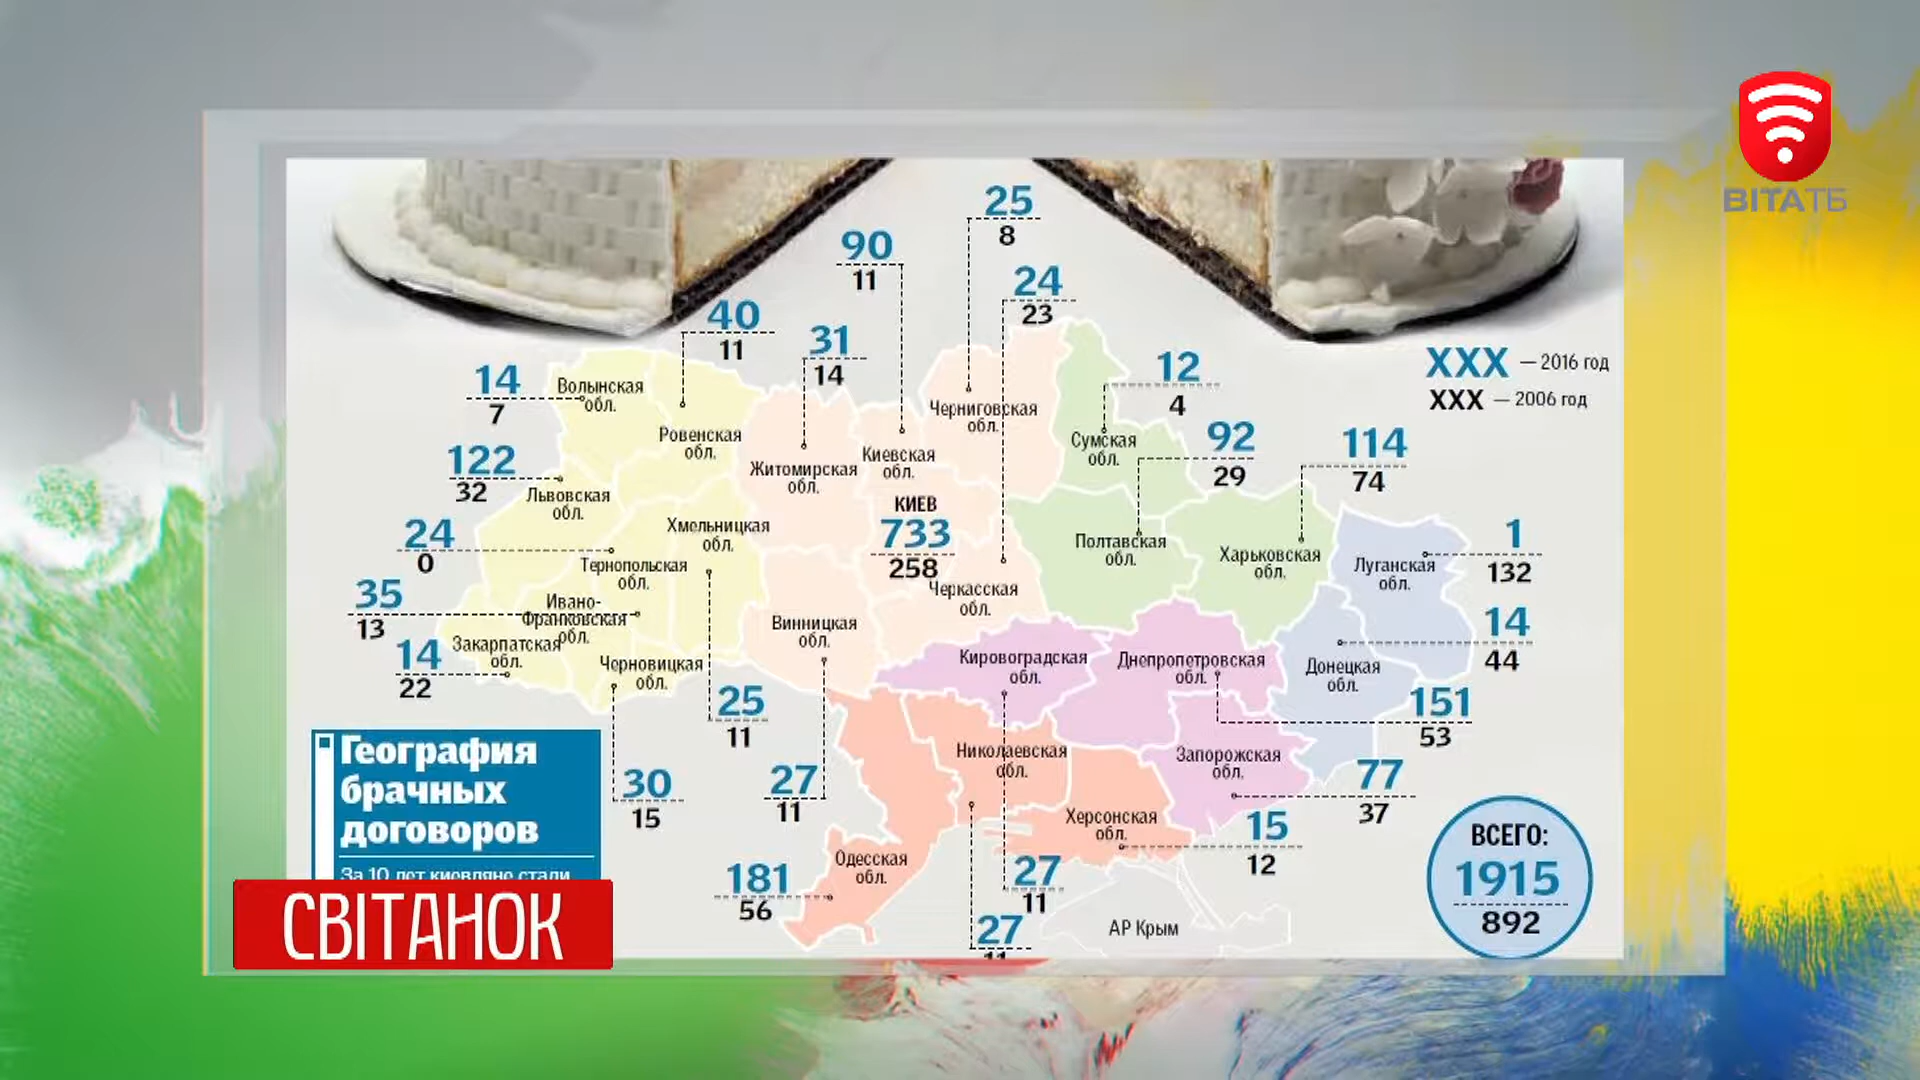 ВІТАТБ
25
8
90
11
24
23
40
11
31
14
XXX — 2016 год
XXX — 2006 год
12
4
14
7
Волынская
обл.
Черниговская
обл.
Ровенская
обл.
Сумская
обл.
92
29
114
74
122
32
Житомирская
обл.
Киевская
обл.
Львовская
обл.
КИЕВ
733
258
Хмельницкая
обл.
24
0
Полтавская
обл.
Харьковская
обл.
1
132
Тернопольская
обл.
Луганская
обл.
35
13
Ивано-
Франковская
обл.
Черкасская
обл.
Винницкая
обл.
14
44
14
22
Закарпатская
обл.
Черновицкая
обл.
Кировоградская
обл.
Днепропетровская
обл.
Донецкая
обл.
25
11
151
53
География
брачных
договоров
За 10 лет киевляне стали
Николаевская
обл.
Запорожская
обл.
30
15
27
11
77
37
Херсонская
обл.
15
12
ВСЕГО:
1915
892
Одесская
обл.
181
56
27
11
27
11
АР Крым
СВІТАНОК